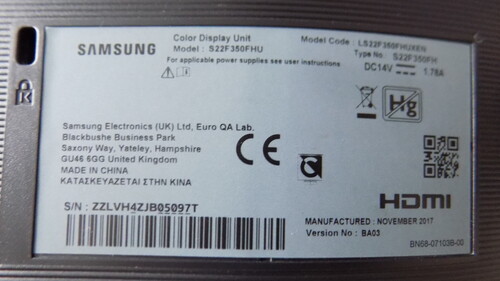 SAMSUNG
Color Display Unit
Model : S22F350FHU
For applicable power supplies see user instructions
Model Code : LS22F350FHUXEN
Type No : S22F350FH
DC14V 1.78A
Hg
Samsung Electronics (UK) Ltd, Euro QA Lab.
Blackbushe Business Park
Saxony Way, Yateley, Hampshire
GU46 6GG United Kingdom
MADE IN CHINA
ΚΑΤΑΣΚΕΥΑΖΕΤΑΙ ΣΤΗΝ ΚΙΝΑ
CE
S/N : ZZLVH4ZJB05097T
HDMI
MANUFACTURED : NOVEMBER 2017
Version No : BA03
BN68-07103B-00